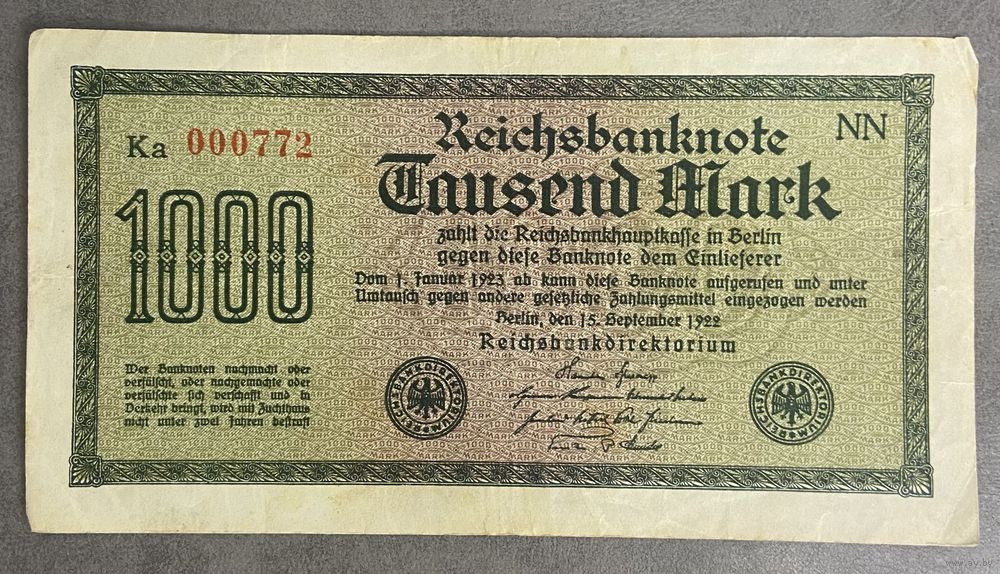 Ka 000772
NN
Reichsbanknote
Tausend Mark
zahlt die Reichsbankhauptkasse in Berlin
gegen diese Banknote dem Einlieferer
Vom 1. Januar 1923 ab kann diese Banknote aufgerufen und unter
Umtausch gegen andere gesetzliche Zahlungsmittel eingezogen werden
Berlin, den 15. September 1922
Reichsbankdirektorium
1000
Wer Banknoten nachmacht oder
verfälscht, oder nachgemachte oder
verfälschte sich verschafft und in
Verkehr bringt, wird mit Zuchthaus
nicht unter zwei Jahren bestraft
REICHSBANKDIREKTORIUM
REICHSBANKDIREKTORIUM
www.ay.by